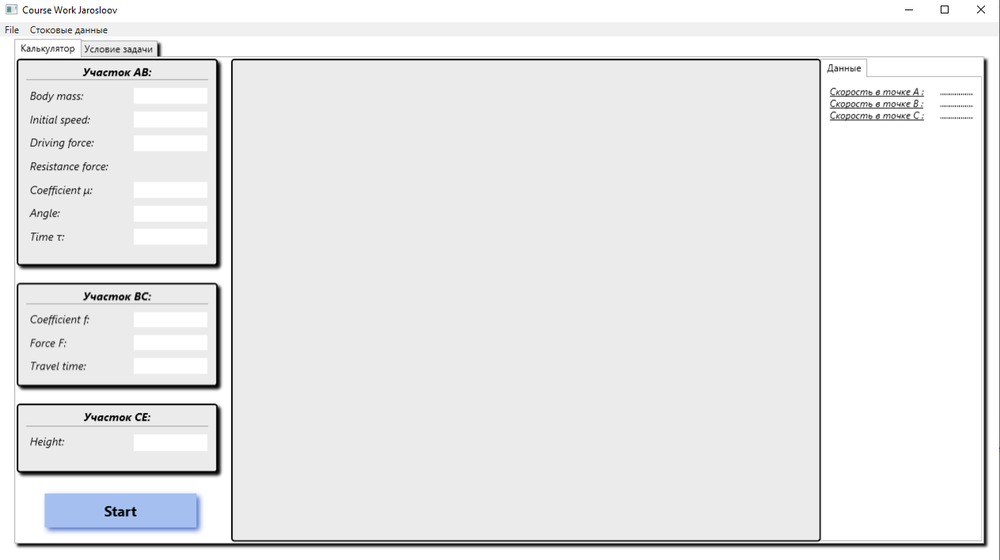 Course Work Jarosloov
File Стоковые данные
Калькулятор Условие задачи
Участок AB:
Body mass:
Initial speed:
Driving force:
Resistance force:
Coefficient μ:
Angle:
Time τ:
Участок BC:
Coefficient f:
Force F:
Travel time:
Участок CE:
Height:
Start
Данные
Скорость в точке A : ................
Скорость в точке B : ................
Скорость в точке C : ................